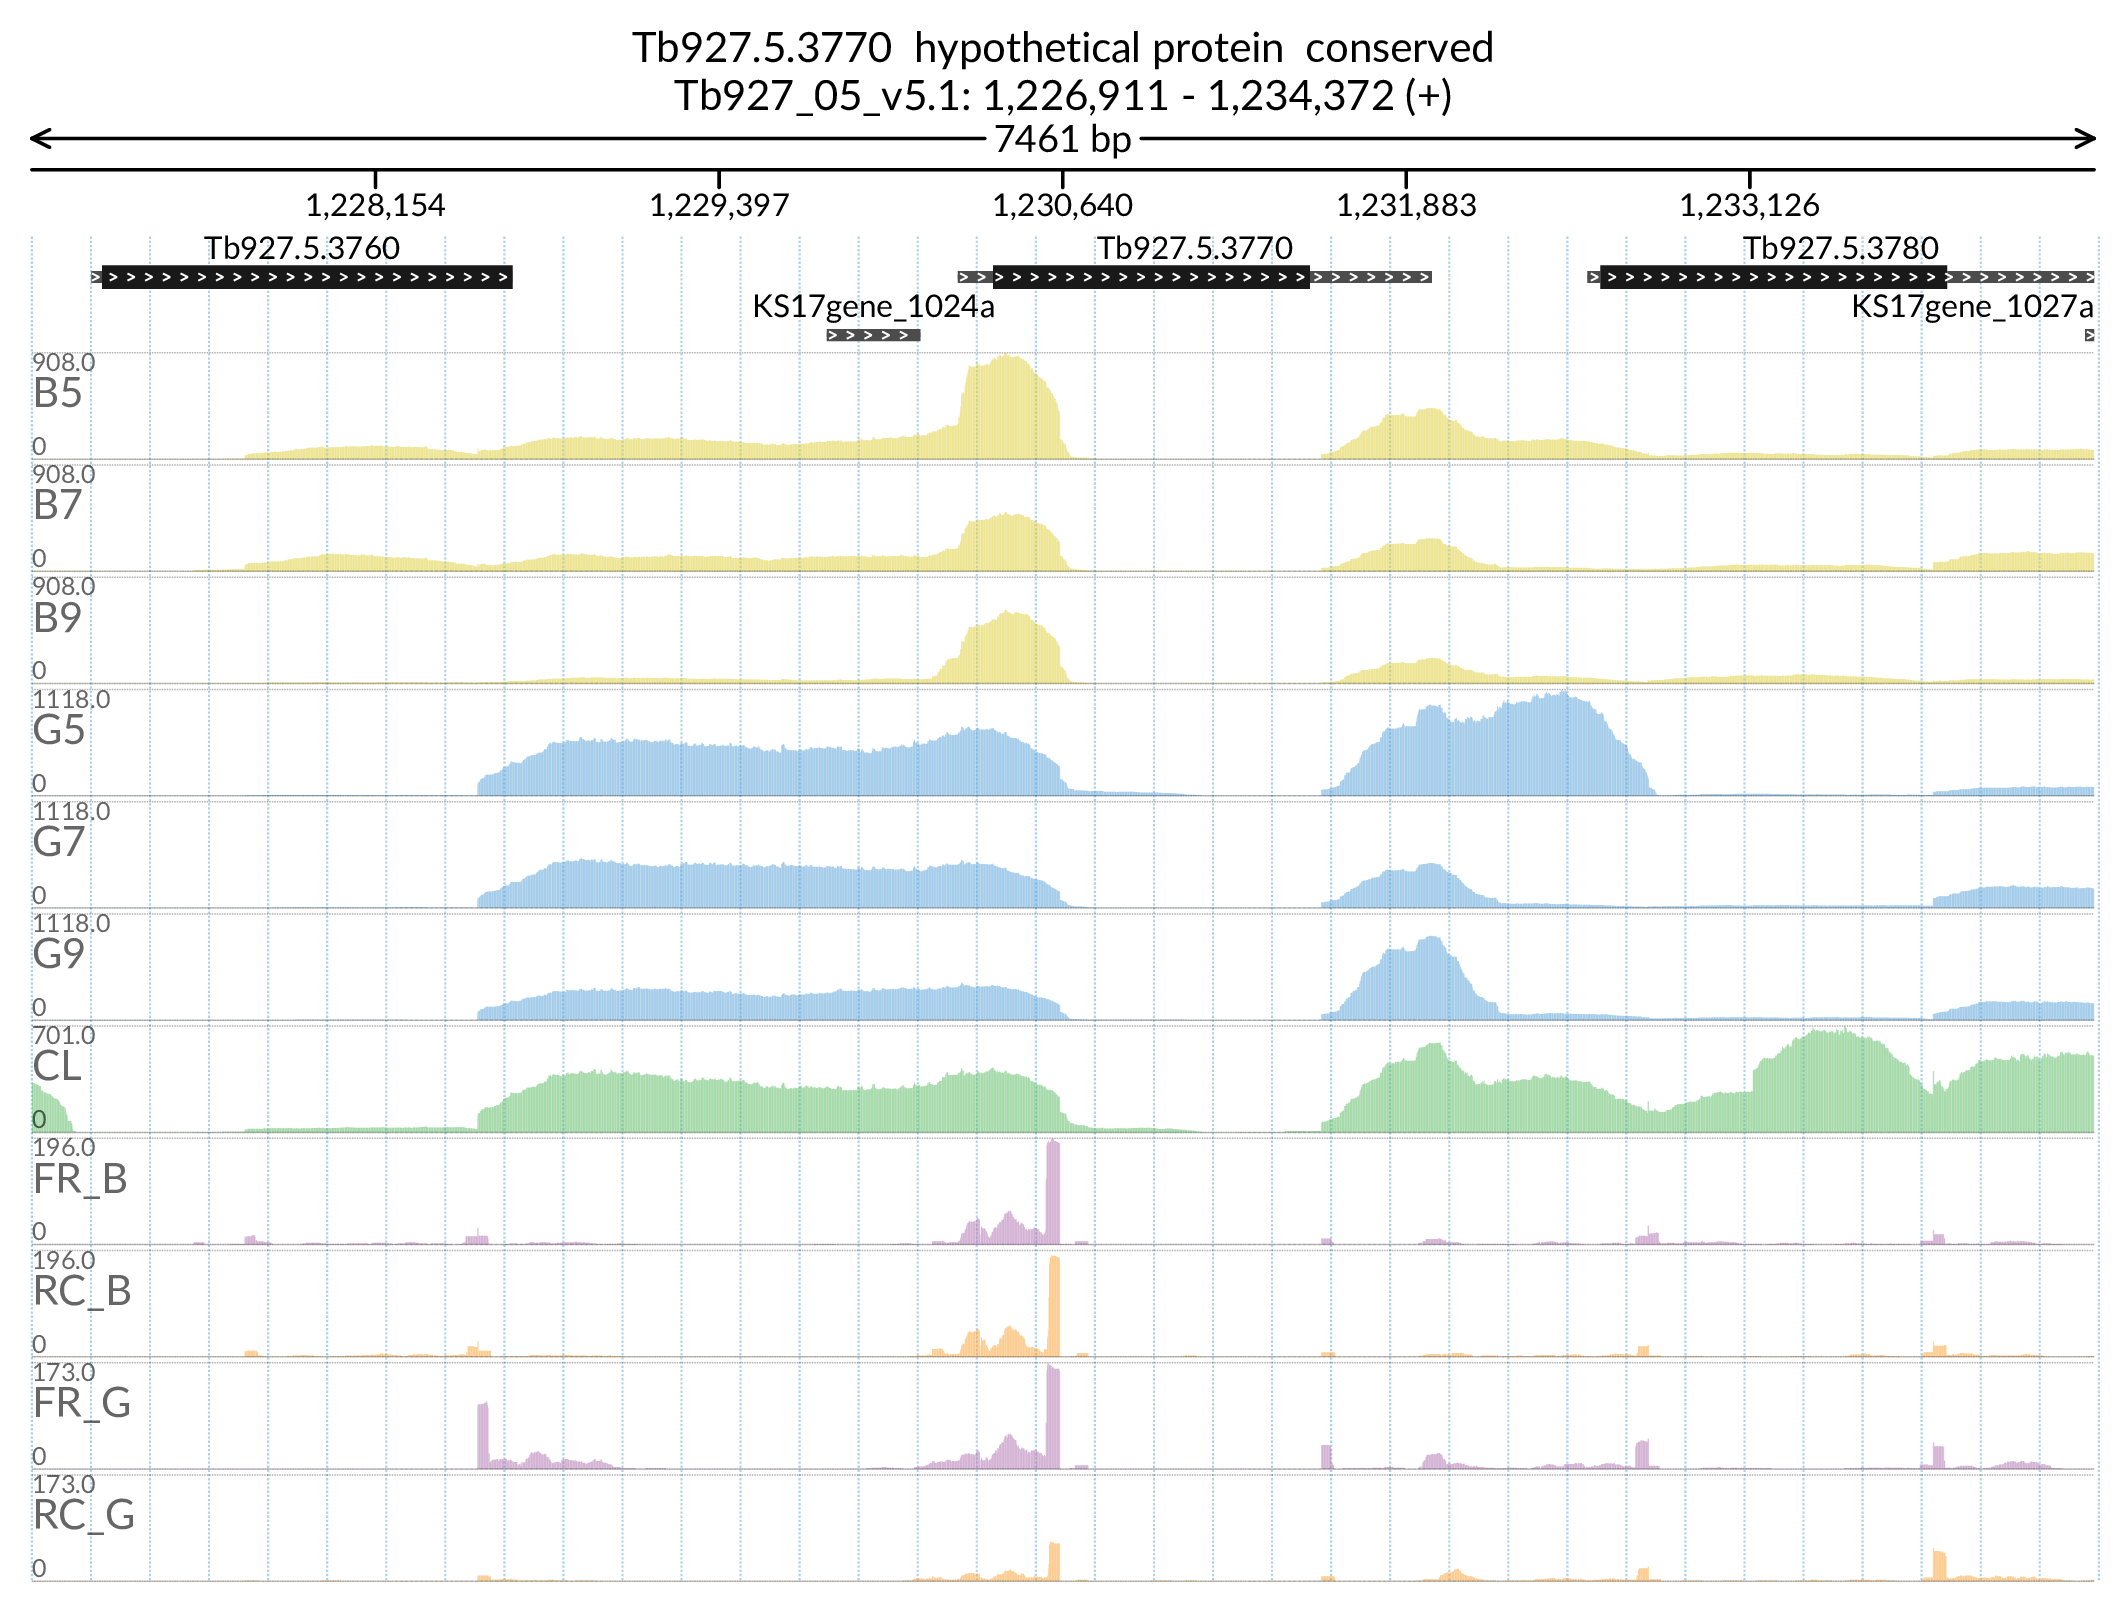 Tb927.5.3770 hypothetical protein conserved
Tb927_05_v5.1: 1,226,911 - 1,234,372 (+)
7461 bp
1,228,154 1,229,397 1,230,640 1,231,883 1,233,126
Tb927.5.3760 Tb927.5.3770 Tb927.5.3780
KS17gene_1024a KS17gene_1027a
908.0
B5
0
908.0
B7
0
908.0
B9
0
1118.0
G5
0
1118.0
G7
0
1118.0
G9
0
701.0
CL
0
196.0
FR_B
0
196.0
RC_B
0
173.0
FR_G
0
173.0
RC_G
0